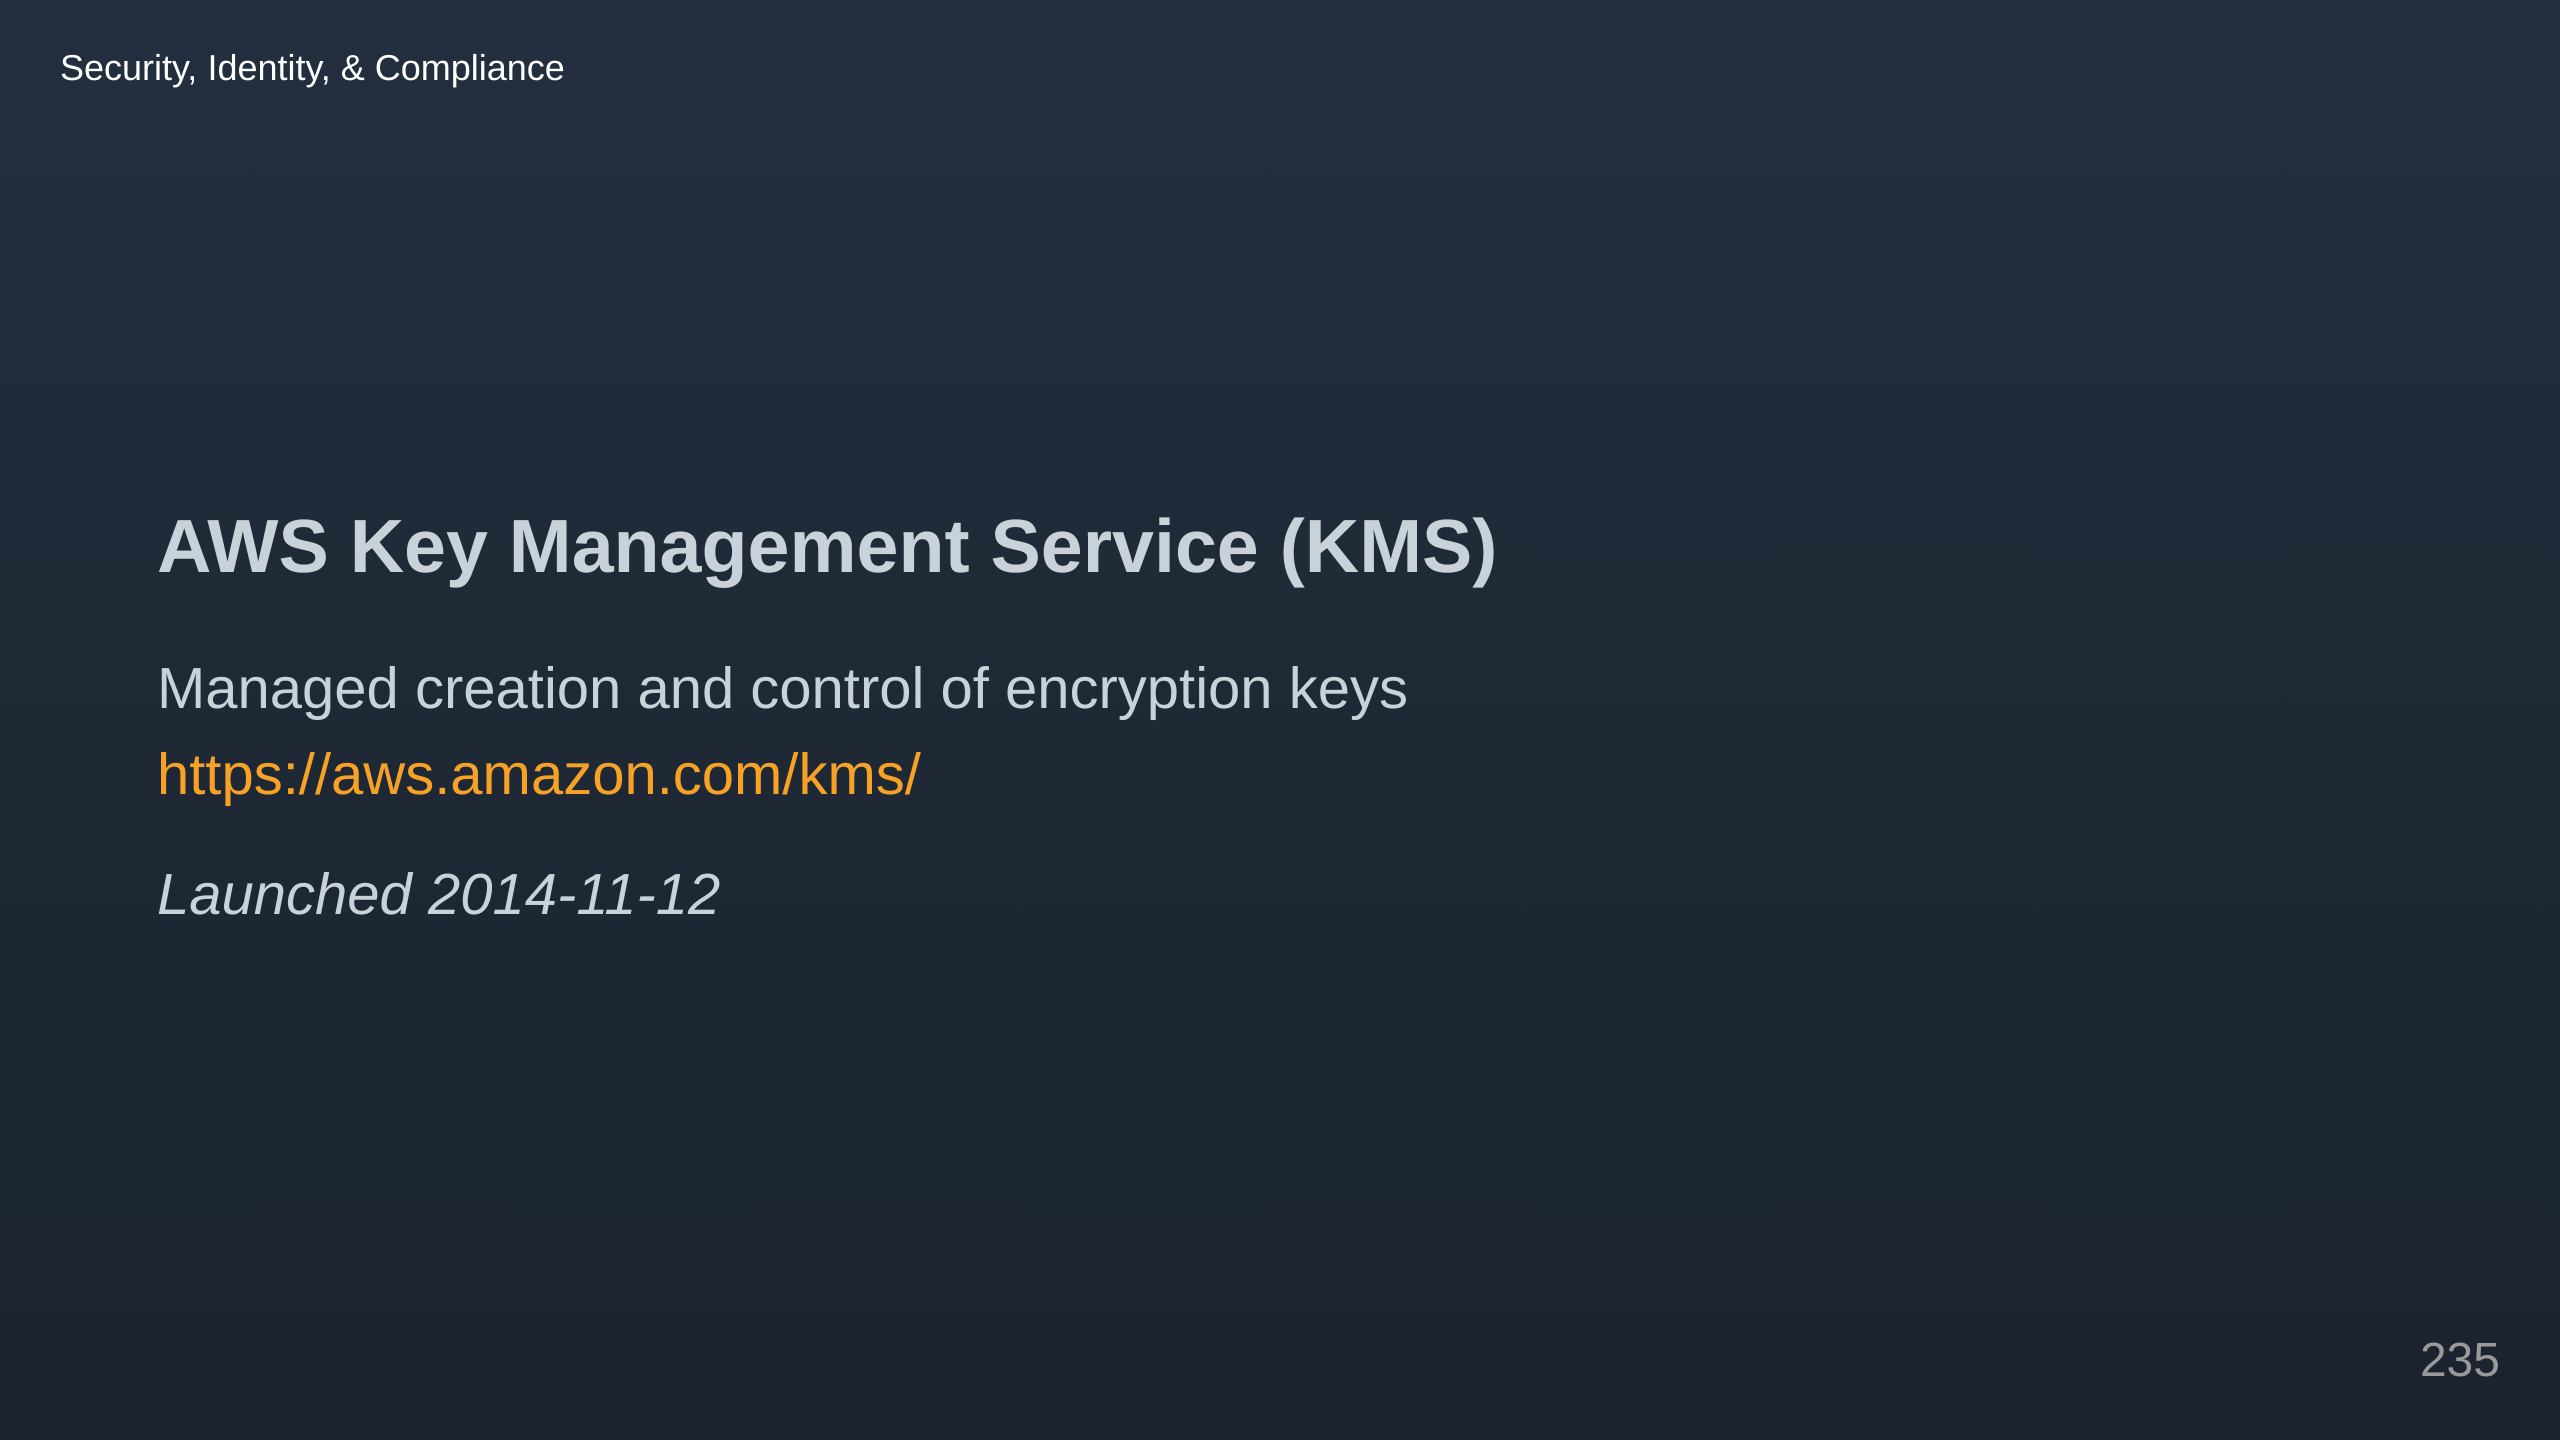 Security, Identity, & Compliance
AWS Key Management Service (KMS)
Managed creation and control of encryption keys
https://aws.amazon.com/kms/
Launched 2014-11-12
235